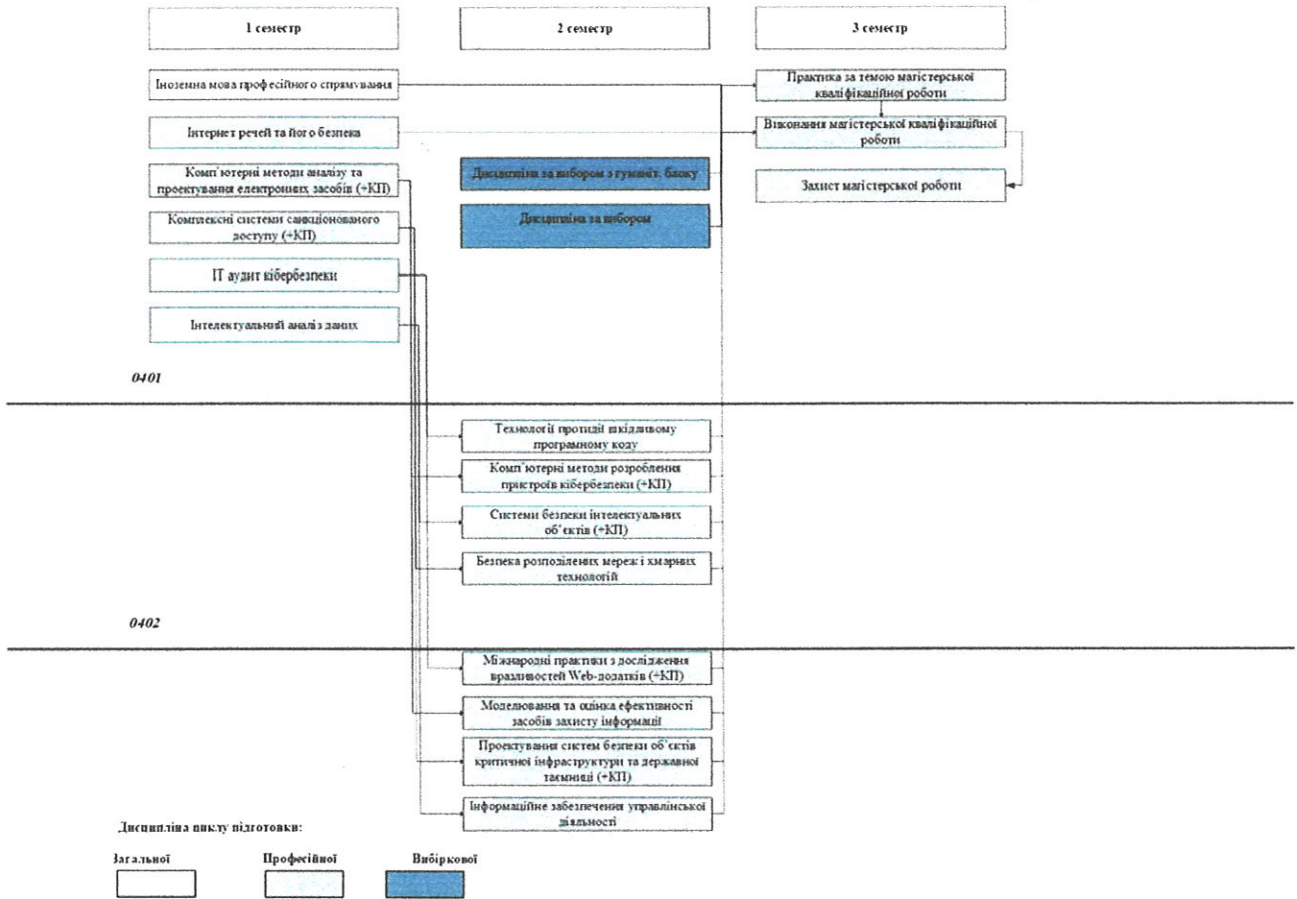 1 семестр
2 семестр
3 семестр
Іноземна мова професійного спрямування
Інтернет речей та його безпека
Комп'ютерні методи аналізу та
проектування електронних засобів (+КП)
Комплексні системи санкціонованого
доступу (+КП)
ІТ аудит кібербезпеки
Інтелектуальний аналіз даних
Дисципліна за вибором з гуманіт. блоку
Дисципліна за вибором
Практика за темою магістерської
кваліфікаційної роботи
Виконання магістерської кваліфікаційної
роботи
Захист магістерської роботи
0401
Технології протидії шкідливому
програмному коду
Комп'ютерні методи розроблення
пристроїв кібербезпеки (+КП)
Системи безпеки інтелектуальних
об'єктів (+КП)
Безпека розподілених мереж і хмарних
технологій
0402
Міжнародні практики з дослідження
вразливостей Web-додатків (+КП)
Моделювання та оцінка ефективності
засобів захисту інформації
Проектування систем безпеки об'єктів
критичної інфраструктури та державної
таємниці (+КП)
Інформаційне забезпечення управлінської
діяльності
Дисципліна циклу підготовки:
Загальної
Професійної
Вибіркової